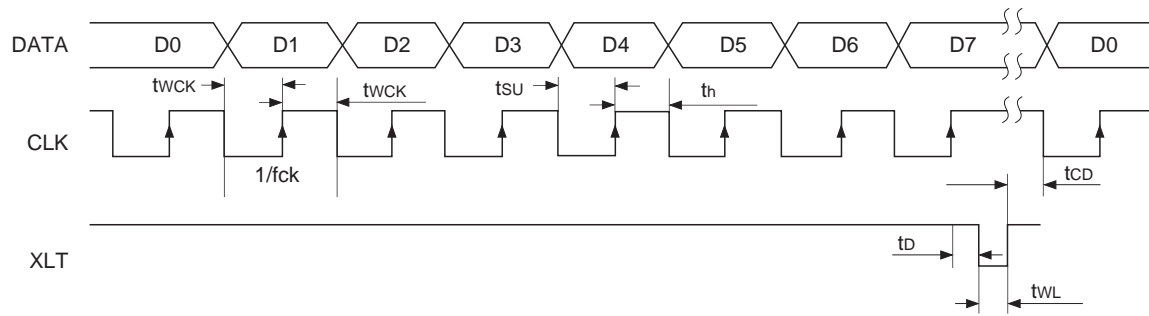 DATA D0 D1 D2 D3 D4 D5 D6 D7 D0
tWCK tWCK tSU th
CLK
1/fck tCD
XLT tD
tWL